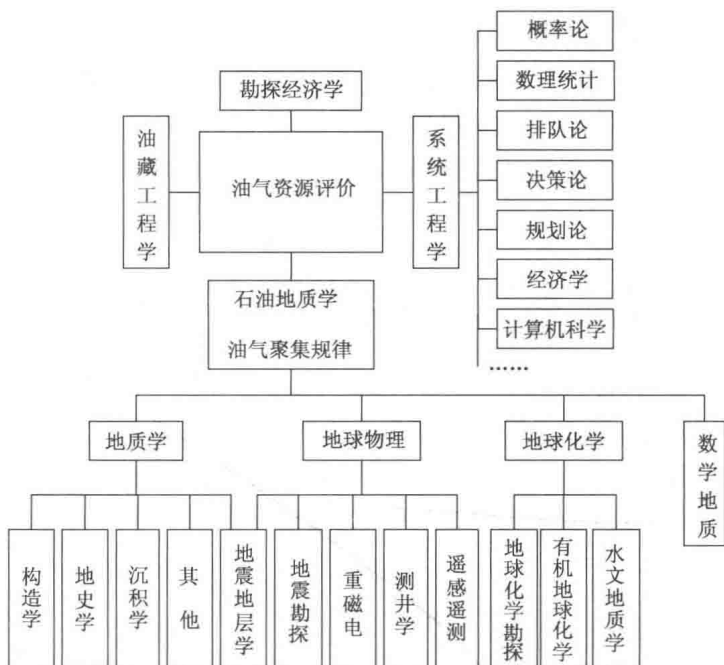 概率论
数理统计
排队论
决策论
规划论
经济学
计算机科学
……
勘探经济学
油藏工程学
油气资源评价
系统工程学
石油地质学
油气聚集规律
地质学
地球物理
地球化学
数学地质
构造学
地史学
沉积学
其他
地震地层学
地震勘探
重磁电
测井学
遥感遥测
地球化学勘探
有机地球化学
水文地质学